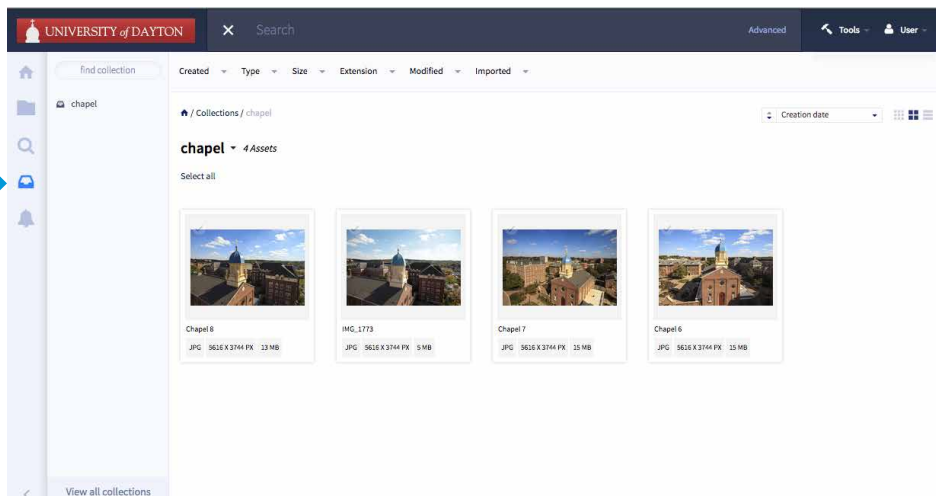 UNIVERSITY of DAYTON
Search
Advanced
Tools
User
find collection
Created Type Size Extension Modified Imported
chapel
/ Collections / chapel
Creation date
chapel 4 Assets
Select all
Chapel 8
JPG 5616 X 3744 PX 13 MB
IMG_1773
JPG 5616 X 3744 PX 5 MB
Chapel 7
JPG 5616 X 3744 PX 15 MB
Chapel 6
JPG 5616 X 3744 PX 15 MB
View all collections